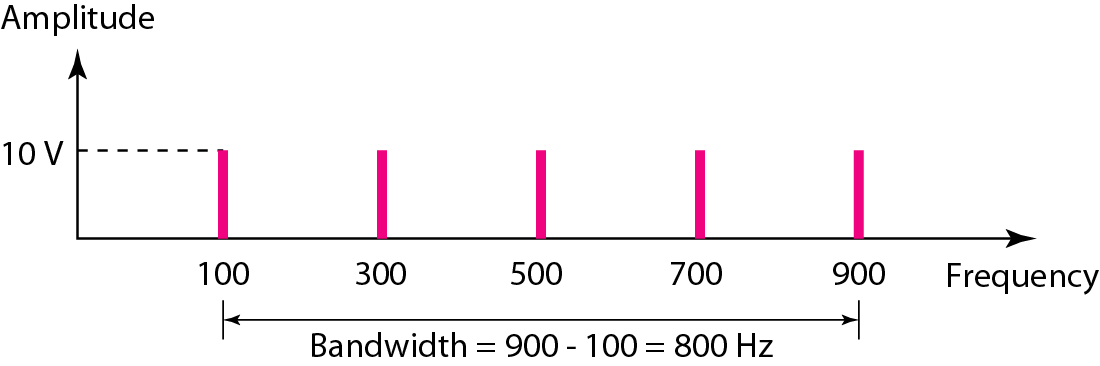 Amplitude
10 V
100 300 500 700 900 Frequency
Bandwidth = 900 - 100 = 800 Hz